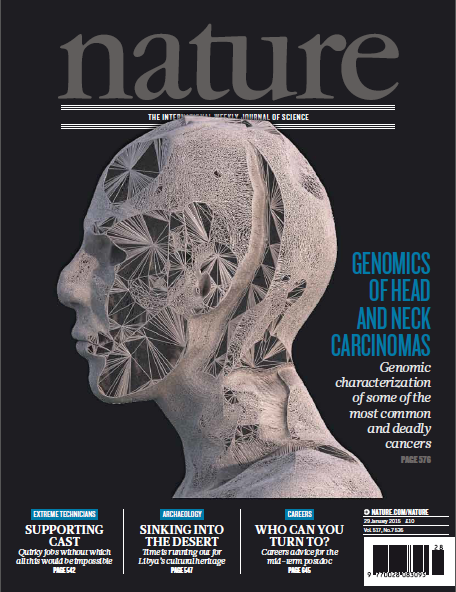 nature
THE INTERNATIONAL WEEKLY JOURNAL OF SCIENCE
GENOMICS
OF HEAD
AND NECK
CARCINOMAS
Genomic
characterization
of some of the
most common
and deadly
cancers
PAGE 576
EXTREME TECHNICIANS
SUPPORTING
CAST
Quirky jobs without which
all this would be impossible
PAGE 542
ARCHAEOLOGY
SINKING INTO
THE DESERT
Time is running out for
Libya's cultural heritage
PAGE 547
CAREERS
WHO CAN YOU
TURN TO?
Careers advice for the
mid-term postdoc
PAGE 645
NATURE.COM/NATURE
29 January 2015 £10
Vol. 517, No. 7536